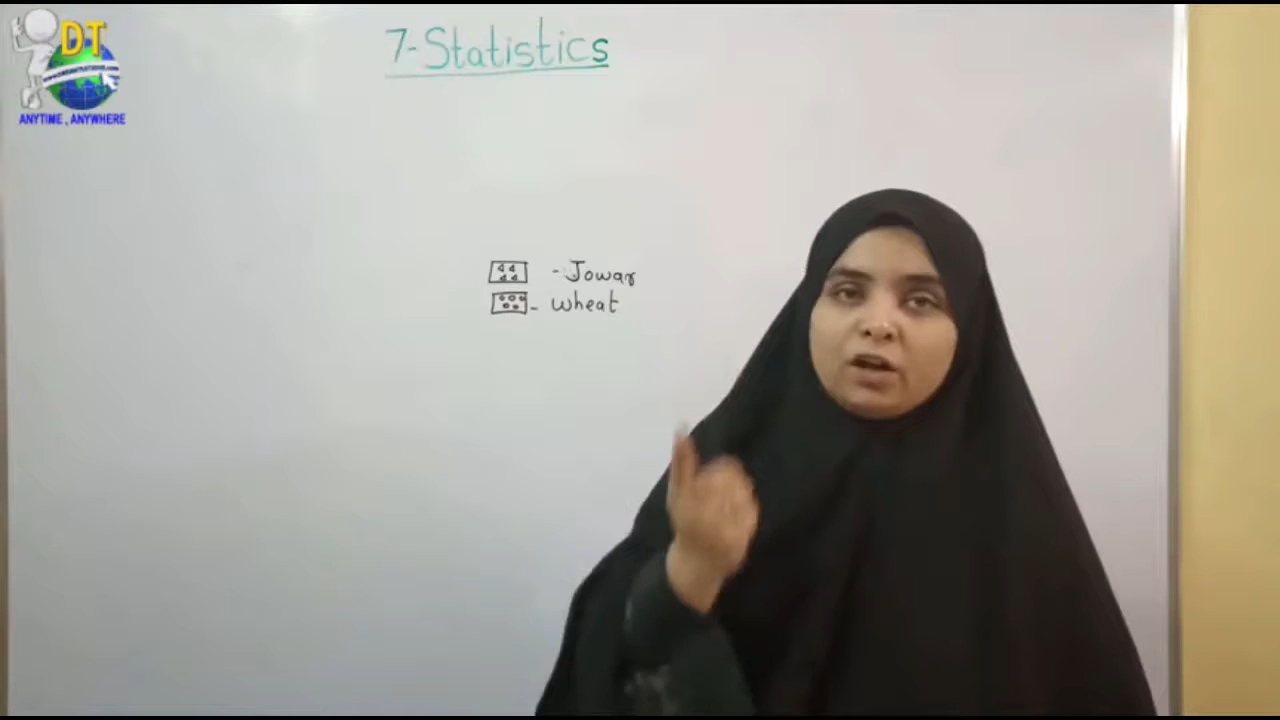 DT
ANYTIME , ANYWHERE
7-Statistics
- Jowar
- wheat